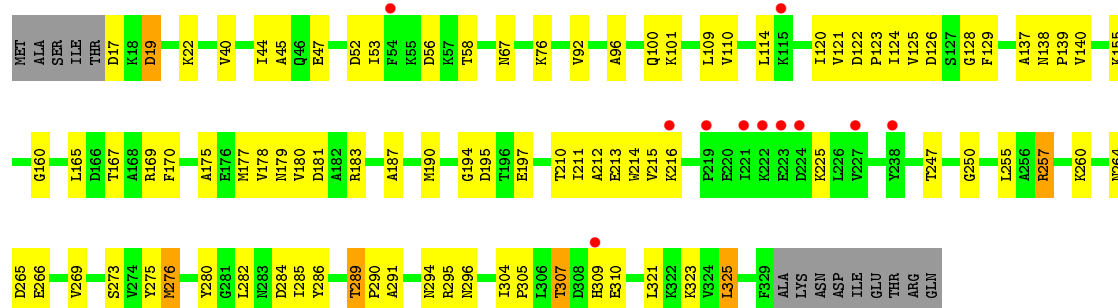 MET ALA SER ILE THR D17 K18 D19 K22 V40 I44 A45 Q46 E47 D52 I53 F54 K55 D56 K57 T58 N67 K76 V92 A96 Q100 K101 L109 V110 L114 K115 I120 V121 D122 P123 I124 V125 D126 S127 G128 F129 A137 N138 P139 V140 K155
G160 L165 D166 T167 A168 R169 F170 A175 E176 M177 V178 N179 V180 D181 A182 R183 A187 M190 G194 D195 T196 E197 T210 I211 A212 E213 W214 V215 K216 P219 E220 I221 K222 E223 D224 K225 L226 V227 Y238 T247 G250 L255 A256 R257 K260 N264
D265 E266 V269 S273 V274 Y275 M276 Y280 G281 L282 N283 D284 I285 Y286 T289 P290 A291 N294 R295 N296 I304 P305 L306 T307 D308 H309 E310 L321 K322 K323 V324 L325 F329 ALA LYS ASN ASP ILE GLU THR ARG GLN